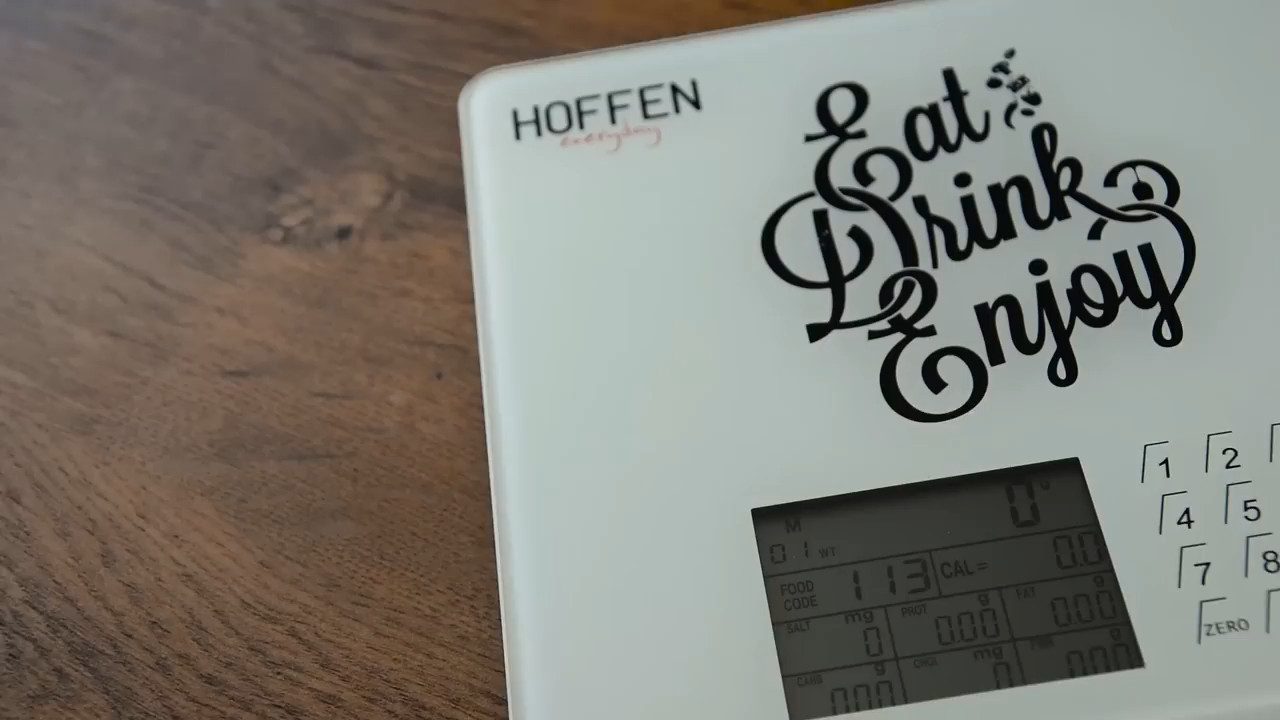 HOFFEN
everyday
Eat
Drink
Enjoy
M
0 g
01 WT
FOOD CODE 113
CAL= 0.0
SALT mg 0
PROT g 0.00
FAT g 0.00
CARB g 0.00
CHOL mg 0
FIBR g 0.00
1 2
4 5
7 8
ZERO